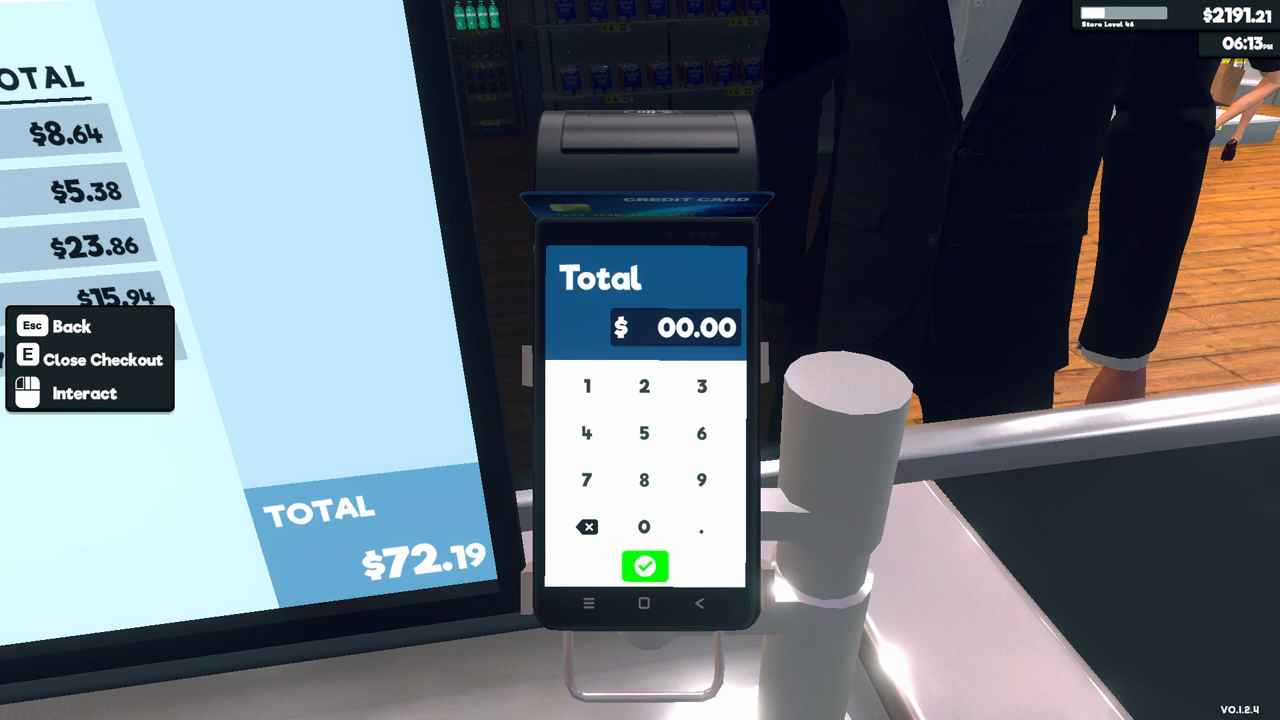 OTAL
$8.64
$5.38
$23.86
$15.94
Esc Back
E Close Checkout
Interact
TOTAL
$72.19
CREDIT CARD
Total
$ 00.00
1 2 3
4 5 6
7 8 9
0 .
Store Level 46
$2191.21
06:13PM
V0.1.2.4